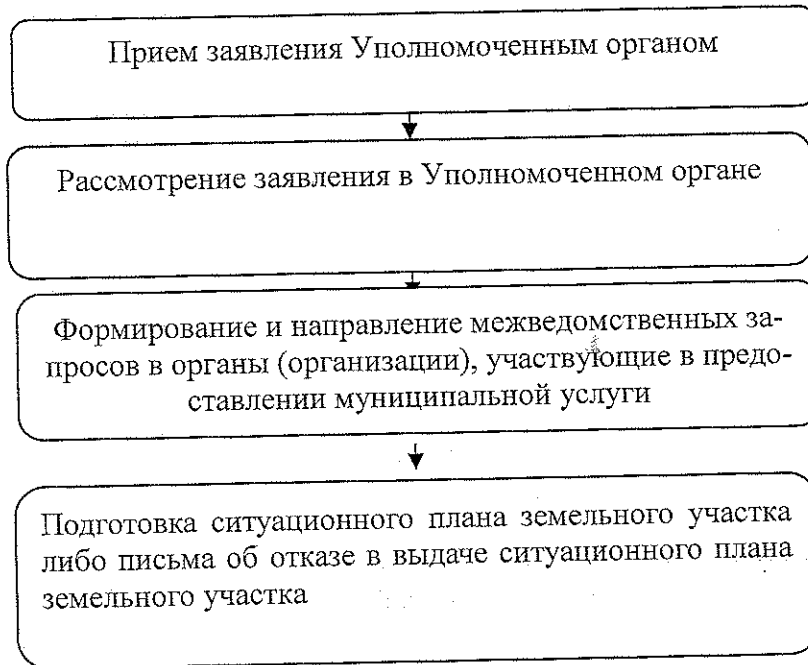 Прием заявления Уполномоченным органом
Рассмотрение заявления в Уполномоченном органе
Формирование и направление межведомственных за-
просов в органы (организации), участвующие в предо-
ставлении муниципальной услуги
Подготовка ситуационного плана земельного участка
либо письма об отказе в выдаче ситуационного плана
земельного участка